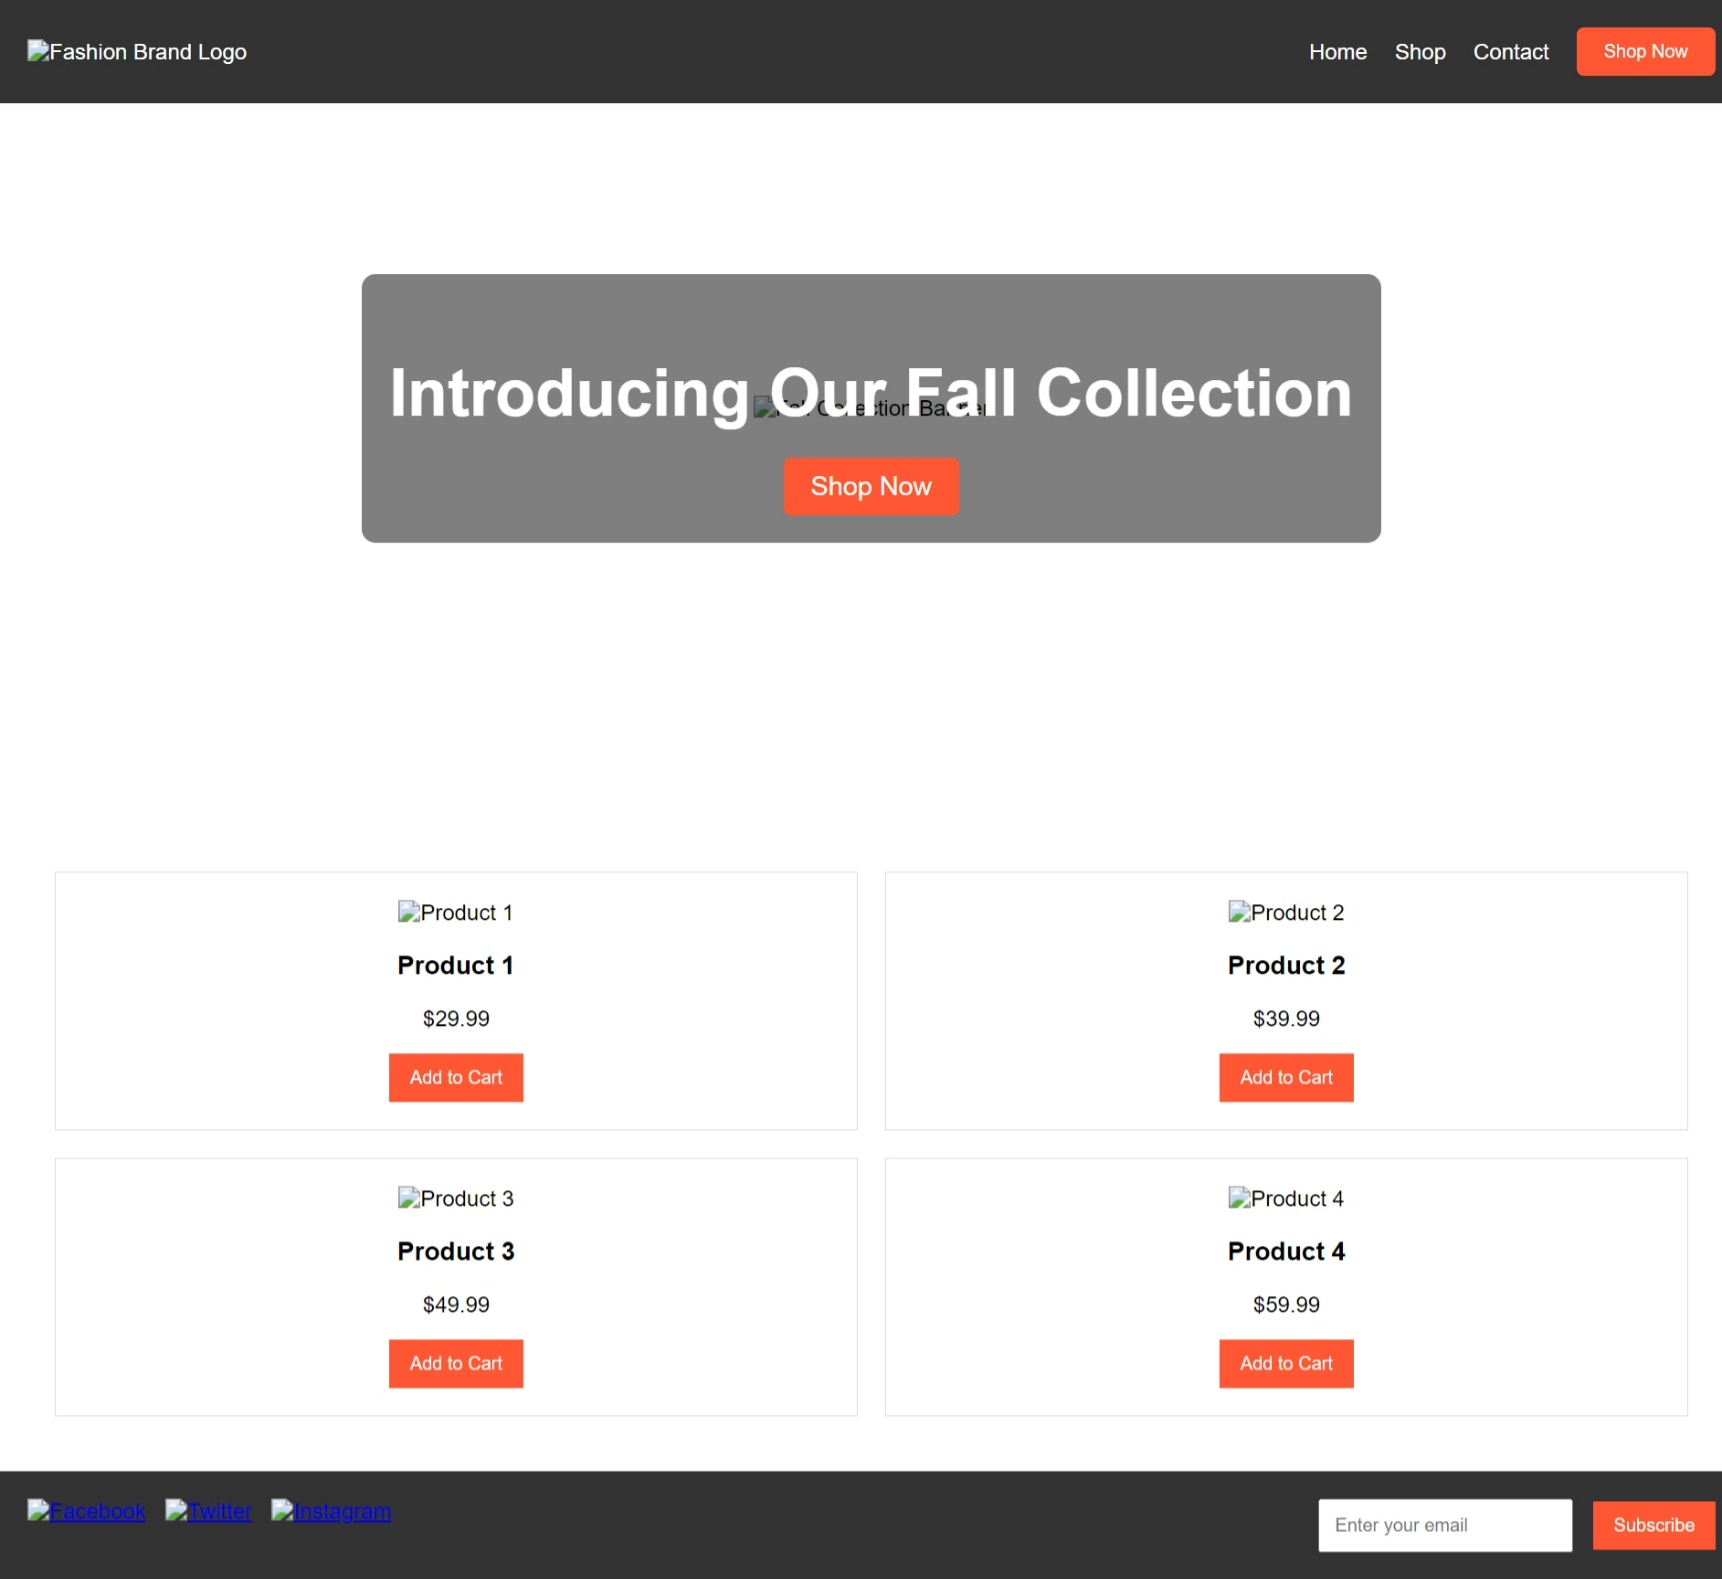 Fashion Brand Logo
Home Shop Contact Shop Now
Introducing Our Fall Collection
Fall Collection Banner
Shop Now
Product 1
Product 1
$29.99
Add to Cart
Product 2
Product 2
$39.99
Add to Cart
Product 3
Product 3
$49.99
Add to Cart
Product 4
Product 4
$59.99
Add to Cart
Facebook Twitter Instagram
Enter your email Subscribe